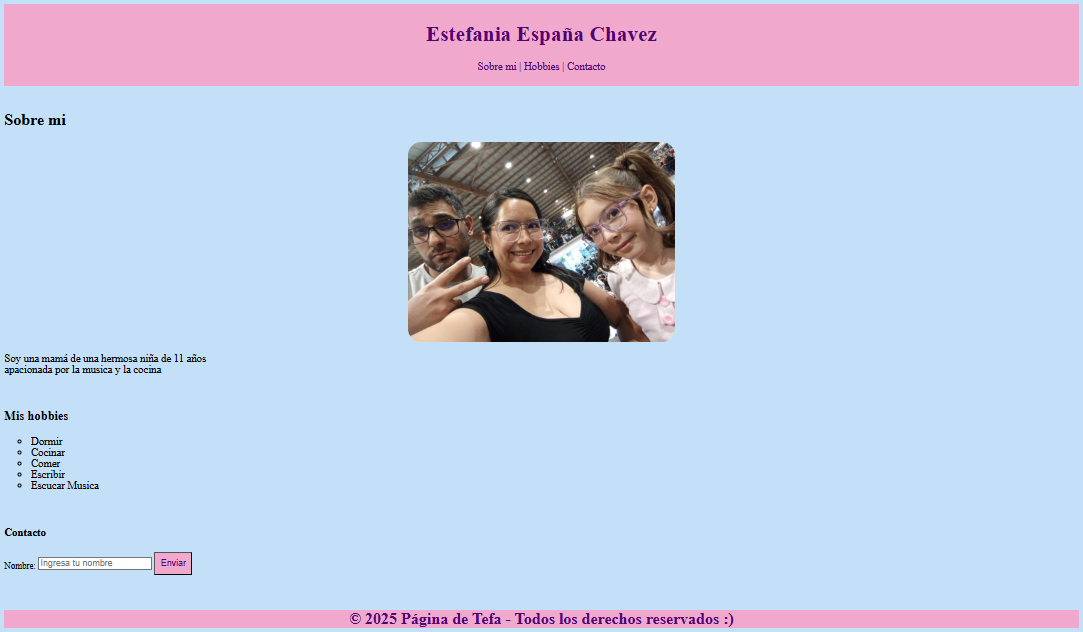 Estefania España Chavez
Sobre mi | Hobbies | Contacto
Sobre mi
Soy una mamá de una hermosa niña de 11 años
apacionada por la musica y la cocina
Mis hobbies
Dormir
Cocinar
Comer
Escribir
Escucar Musica
Contacto
Nombre: Ingresa tu nombre Enviar
© 2025 Página de Tefa - Todos los derechos reservados :)